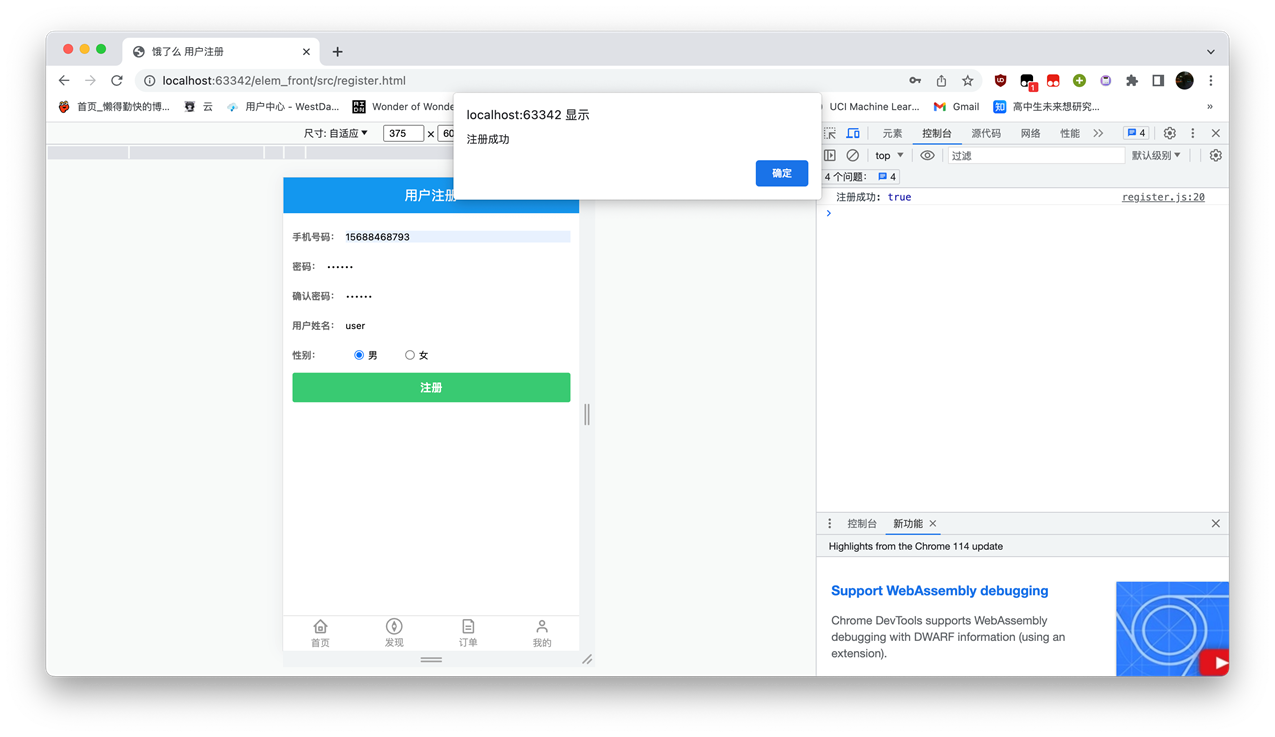 饿了么 用户注册
localhost:63342/elem_front/src/register.html
1
首页_懒得勤快的博...
云
用户中心 - WestDa...
Wonder of Wonde
UCI Machine Lear...
Gmail
知
高中生未来想研究...
»
localhost:63342 显示
注册成功
确定
尺寸: 自适应
375
×
60
元素
控制台
源代码
网络
性能
4
top
过滤
默认级别
4 个问题:
4
注册成功: true
register.js:20
用户注册
手机号码:
15688468793
密码:
••••••
确认密码:
••••••
用户姓名:
user
性别:
男
女
注册
首页
发现
订单
我的
控制台
新功能
Highlights from the Chrome 114 update
Support WebAssembly debugging
Chrome DevTools supports WebAssembly
debugging with DWARF information (using an
extension).